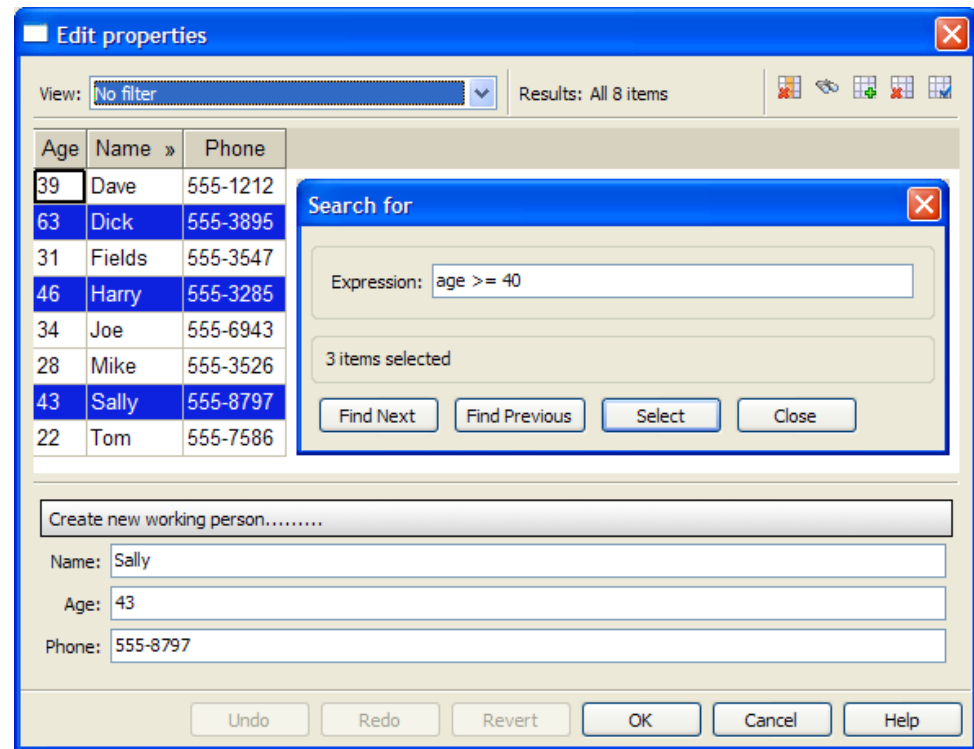 Edit properties
View: No filter Results: All 8 items
Age Name » Phone
39 Dave 555-1212
63 Dick 555-3895
31 Fields 555-3547
46 Harry 555-3285
34 Joe 555-6943
28 Mike 555-3526
43 Sally 555-8797
22 Tom 555-7586
Search for
Expression: age >= 40
3 items selected
Find Next Find Previous Select Close
Create new working person.........
Name: Sally
Age: 43
Phone: 555-8797
Undo Redo Revert OK Cancel Help